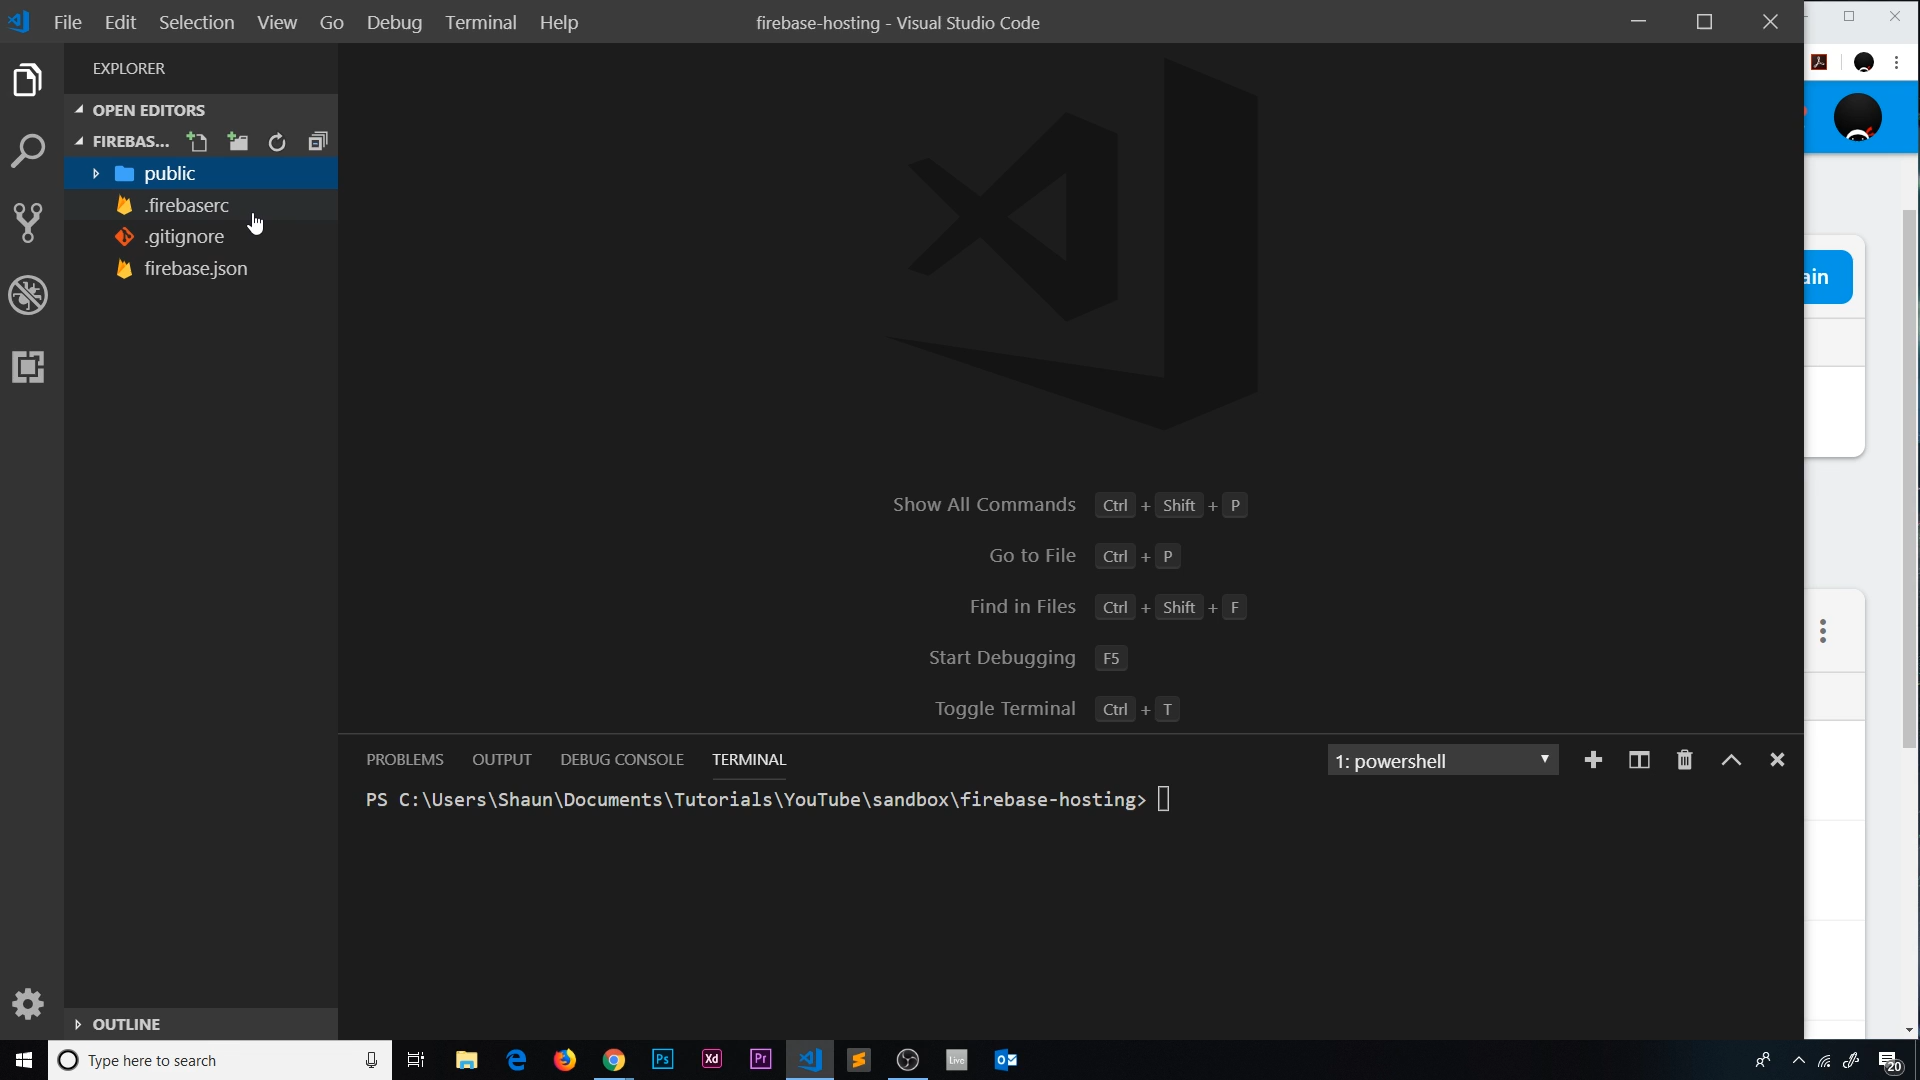 File Edit Selection View Go Debug Terminal Help
firebase-hosting - Visual Studio Code
EXPLORER
OPEN EDITORS
FIREBAS...
public
.firebaserc
.gitignore
firebase.json
ain
Show All Commands Ctrl + Shift + P
Go to File Ctrl + P
Find in Files Ctrl + Shift + F
Start Debugging F5
Toggle Terminal Ctrl + T
PROBLEMS OUTPUT DEBUG CONSOLE TERMINAL 1: powershell
PS C:\Users\Shaun\Documents\Tutorials\YouTube\sandbox\firebase-hosting>
OUTLINE
Type here to search
Ps Xd Pr Live 20